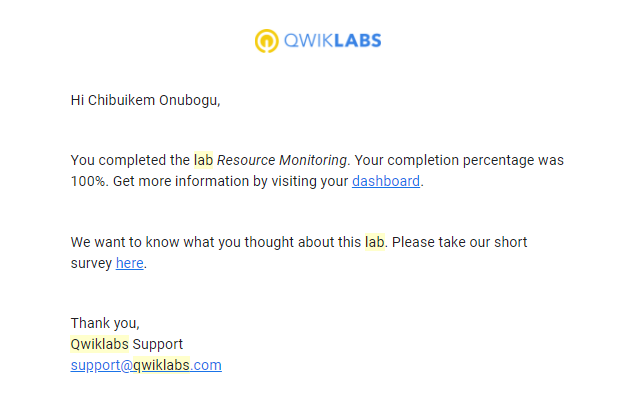 QWIKLABS
Hi Chibuikem Onubogu,
You completed the lab Resource Monitoring. Your completion percentage was
100%. Get more information by visiting your dashboard.
We want to know what you thought about this lab. Please take our short
survey here.
Thank you,
Qwiklabs Support
support@qwiklabs.com